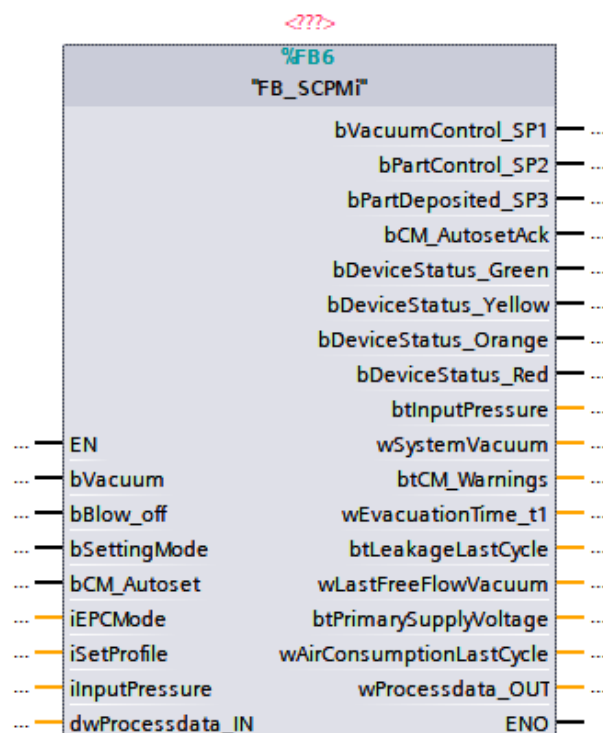 <???>
%FB6
"FB_SCPMi"
bVacuumControl_SP1 ...
bPartControl_SP2 ...
bPartDeposited_SP3 ...
bCM_AutosetAck ...
bDeviceStatus_Green ...
bDeviceStatus_Yellow ...
bDeviceStatus_Orange ...
bDeviceStatus_Red ...
btInputPressure ...
... EN wSystemVacuum ...
... bVacuum btCM_Warnings ...
... bBlow_off wEvacuationTime_t1 ...
... bSettingMode btLeakageLastCycle ...
... bCM_Autoset wLastFreeFlowVacuum ...
... iEPCMode btPrimarySupplyVoltage ...
... iSetProfile wAirConsumptionLastCycle ...
... iInputPressure wProcessdata_OUT ...
... dwProcessdata_IN ENO